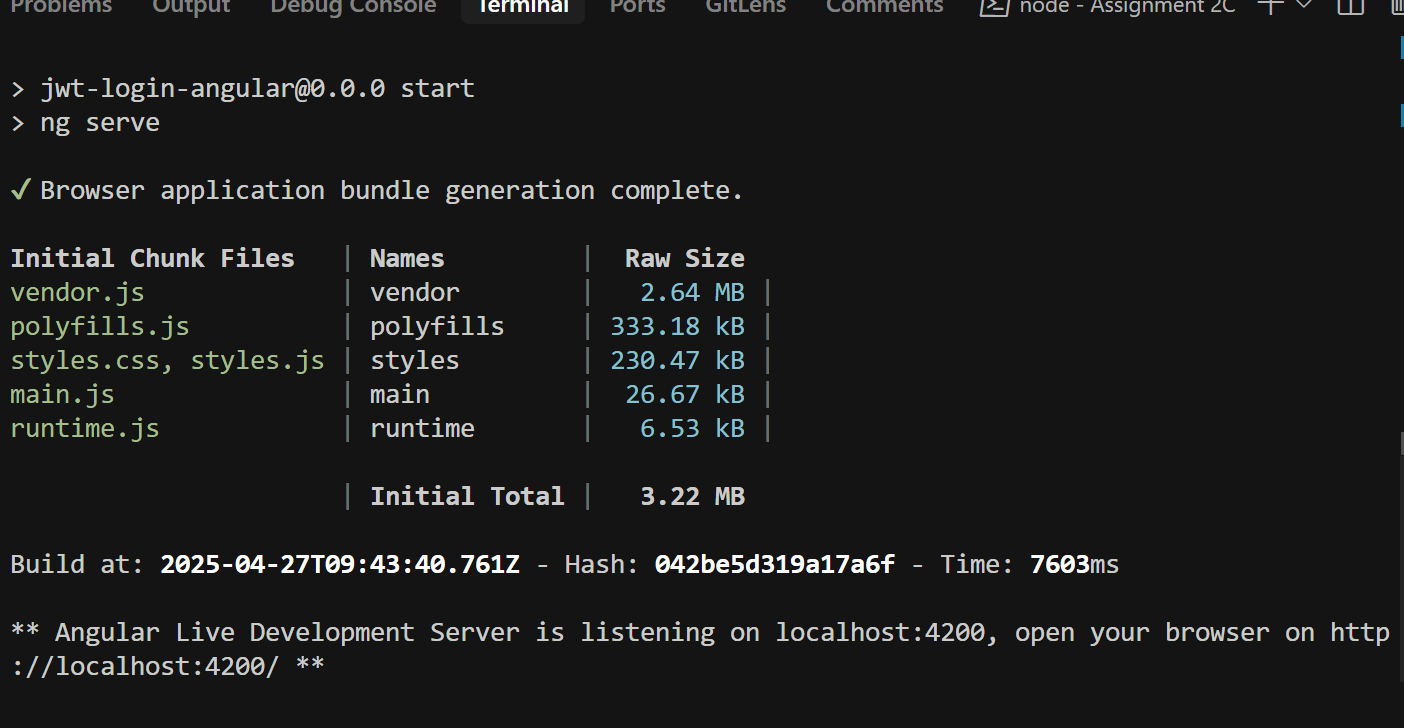 Problems Output Debug Console Terminal Ports GitLens Comments node - Assignment 2C
> jwt-login-angular@0.0.0 start
> ng serve
✓ Browser application bundle generation complete.
Initial Chunk Files | Names | Raw Size
vendor.js | vendor | 2.64 MB |
polyfills.js | polyfills | 333.18 kB |
styles.css, styles.js | styles | 230.47 kB |
main.js | main | 26.67 kB |
runtime.js | runtime | 6.53 kB |
| Initial Total | 3.22 MB
Build at: 2025-04-27T09:43:40.761Z - Hash: 042be5d319a17a6f - Time: 7603ms
** Angular Live Development Server is listening on localhost:4200, open your browser on http
://localhost:4200/ **